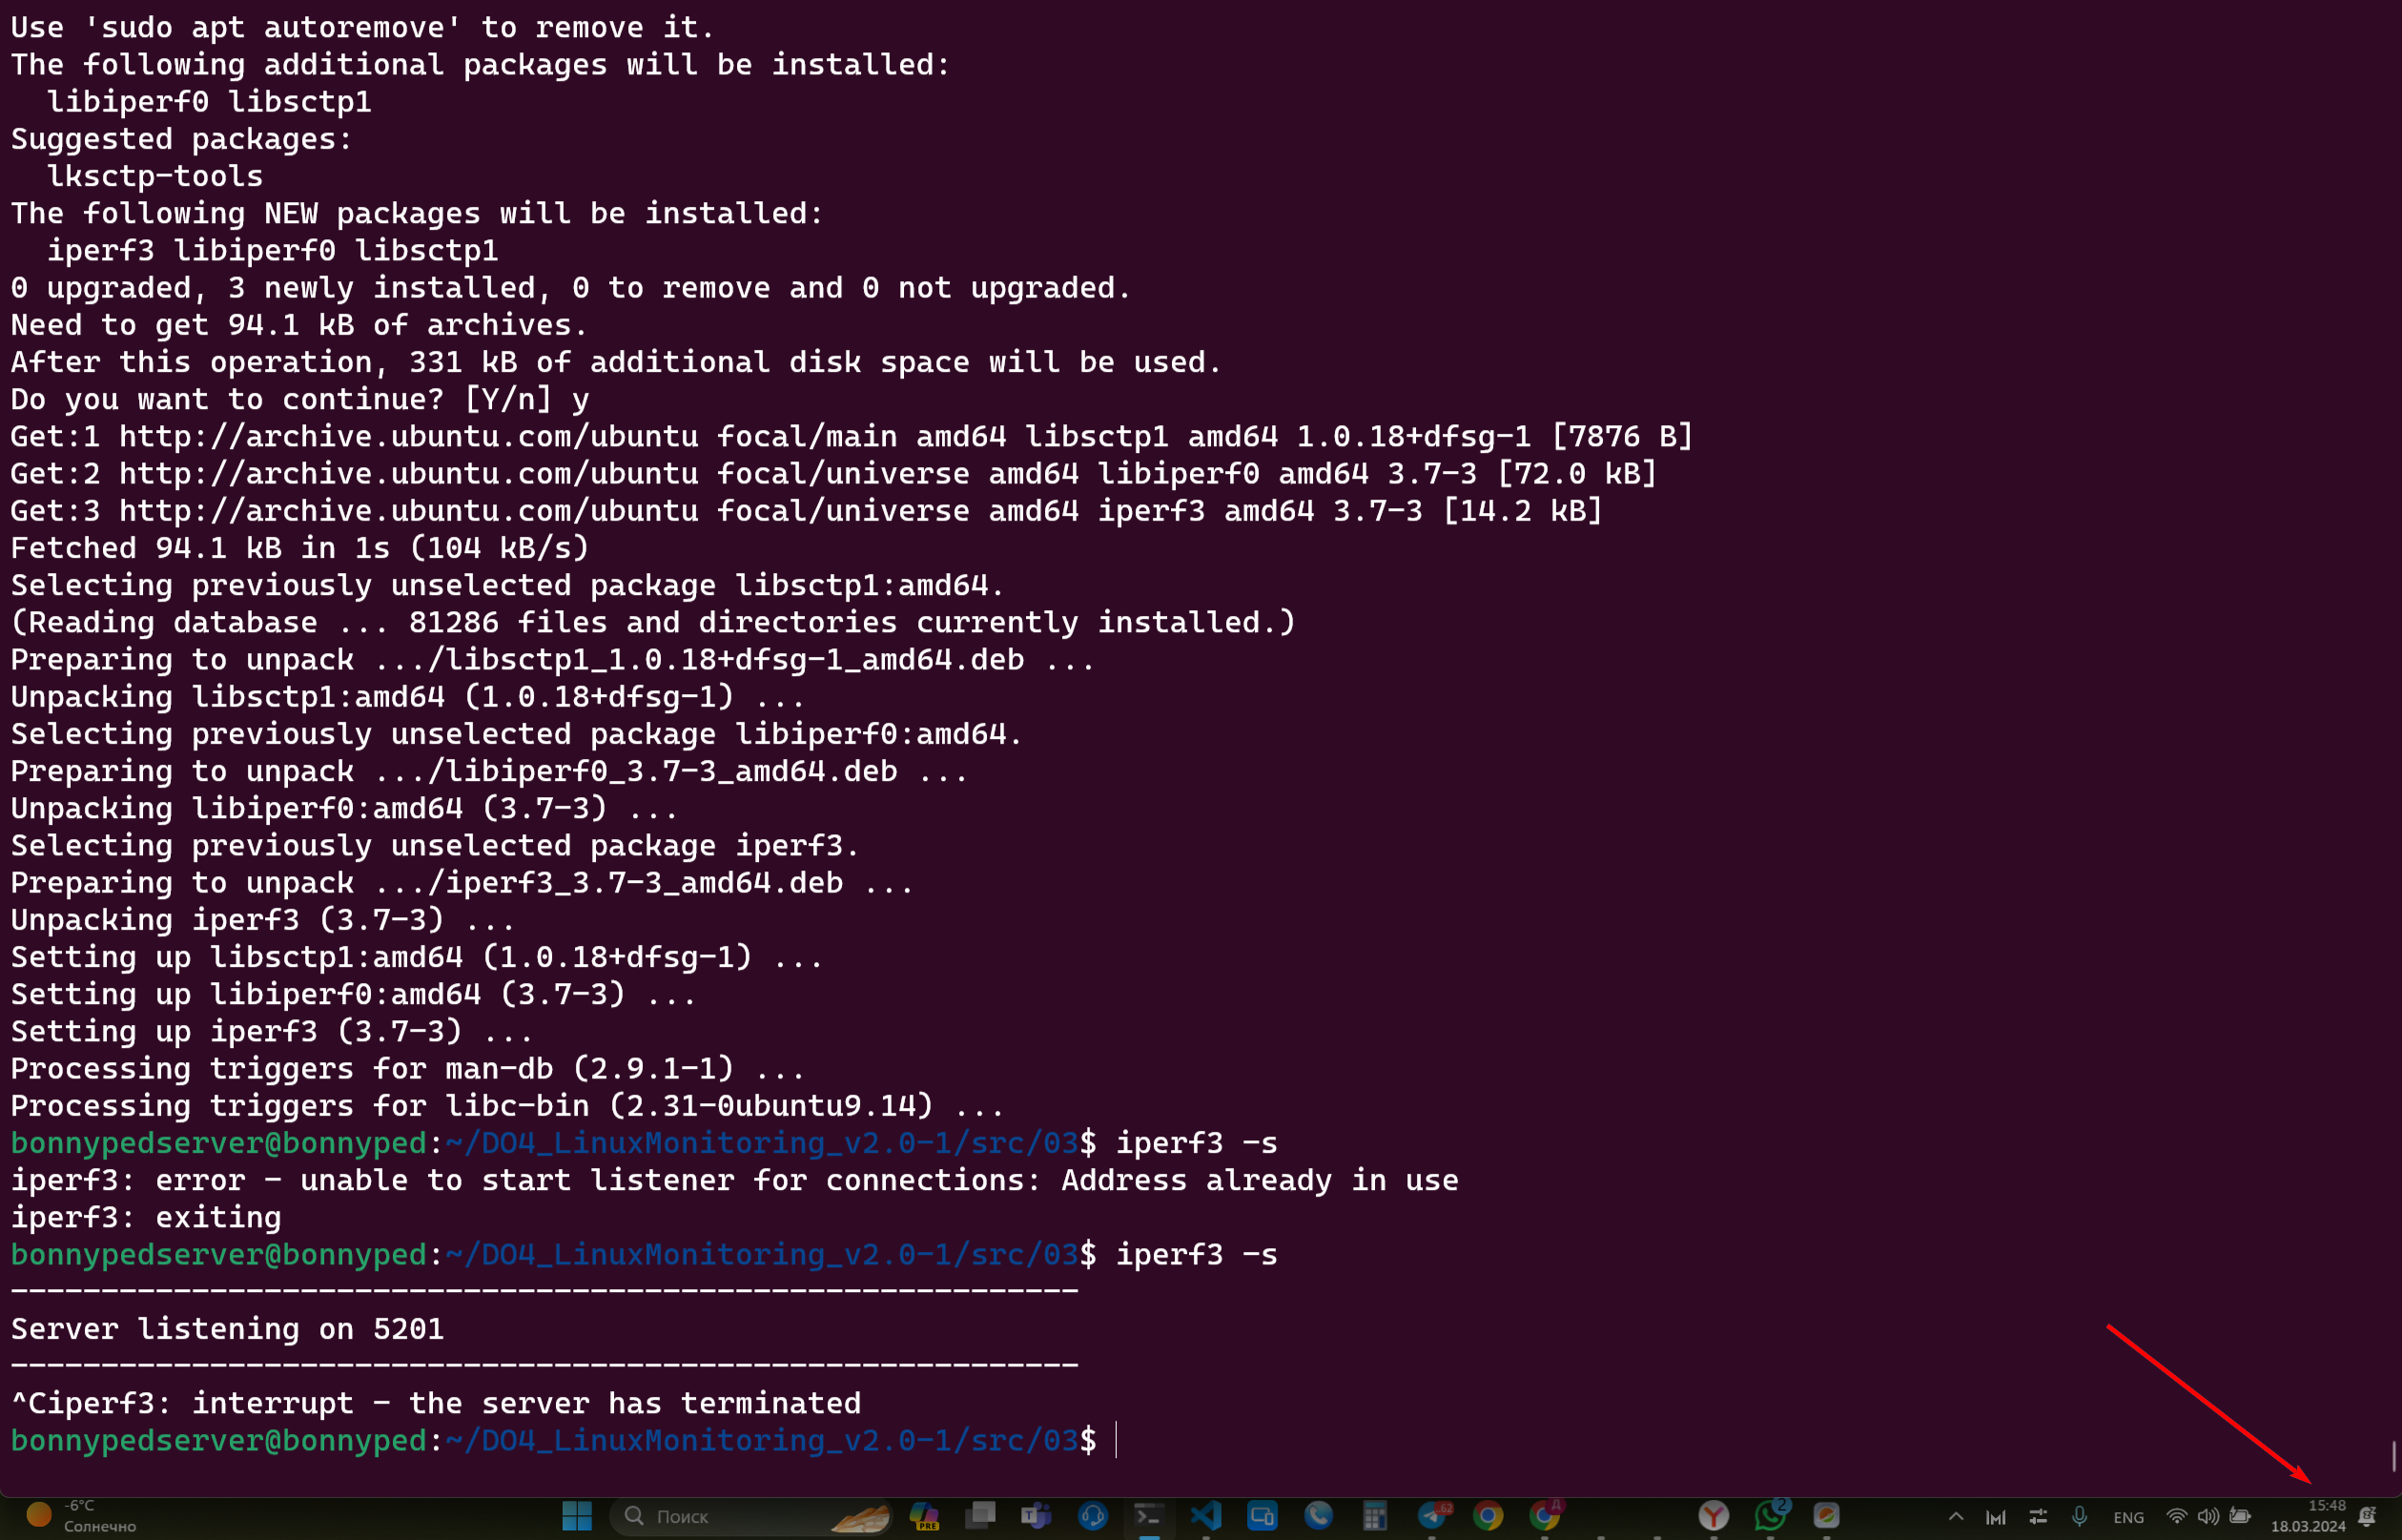 Use 'sudo apt autoremove' to remove it.
The following additional packages will be installed:
  libiperf0 libsctp1
Suggested packages:
  lksctp-tools
The following NEW packages will be installed:
  iperf3 libiperf0 libsctp1
0 upgraded, 3 newly installed, 0 to remove and 0 not upgraded.
Need to get 94.1 kB of archives.
After this operation, 331 kB of additional disk space will be used.
Do you want to continue? [Y/n] y
Get:1 http://archive.ubuntu.com/ubuntu focal/main amd64 libsctp1 amd64 1.0.18+dfsg-1 [7876 B]
Get:2 http://archive.ubuntu.com/ubuntu focal/universe amd64 libiperf0 amd64 3.7-3 [72.0 kB]
Get:3 http://archive.ubuntu.com/ubuntu focal/universe amd64 iperf3 amd64 3.7-3 [14.2 kB]
Fetched 94.1 kB in 1s (104 kB/s)
Selecting previously unselected package libsctp1:amd64.
(Reading database ... 81286 files and directories currently installed.)
Preparing to unpack .../libsctp1_1.0.18+dfsg-1_amd64.deb ...
Unpacking libsctp1:amd64 (1.0.18+dfsg-1) ...
Selecting previously unselected package libiperf0:amd64.
Preparing to unpack .../libiperf0_3.7-3_amd64.deb ...
Unpacking libiperf0:amd64 (3.7-3) ...
Selecting previously unselected package iperf3.
Preparing to unpack .../iperf3_3.7-3_amd64.deb ...
Unpacking iperf3 (3.7-3) ...
Setting up libsctp1:amd64 (1.0.18+dfsg-1) ...
Setting up libiperf0:amd64 (3.7-3) ...
Setting up iperf3 (3.7-3) ...
Processing triggers for man-db (2.9.1-1) ...
Processing triggers for libc-bin (2.31-0ubuntu9.14) ...
bonnypedserver@bonnyped:~/DO4_LinuxMonitoring_v2.0-1/src/03$ iperf3 -s
iperf3: error - unable to start listener for connections: Address already in use
iperf3: exiting
bonnypedserver@bonnyped:~/DO4_LinuxMonitoring_v2.0-1/src/03$ iperf3 -s
-----------------------------------------------------------
Server listening on 5201
-----------------------------------------------------------
^Ciperf3: interrupt - the server has terminated
bonnypedserver@bonnyped:~/DO4_LinuxMonitoring_v2.0-1/src/03$
-6°C
Солнечно
Поиск
PRE
62
Д
2
ENG
15:48
18.03.2024